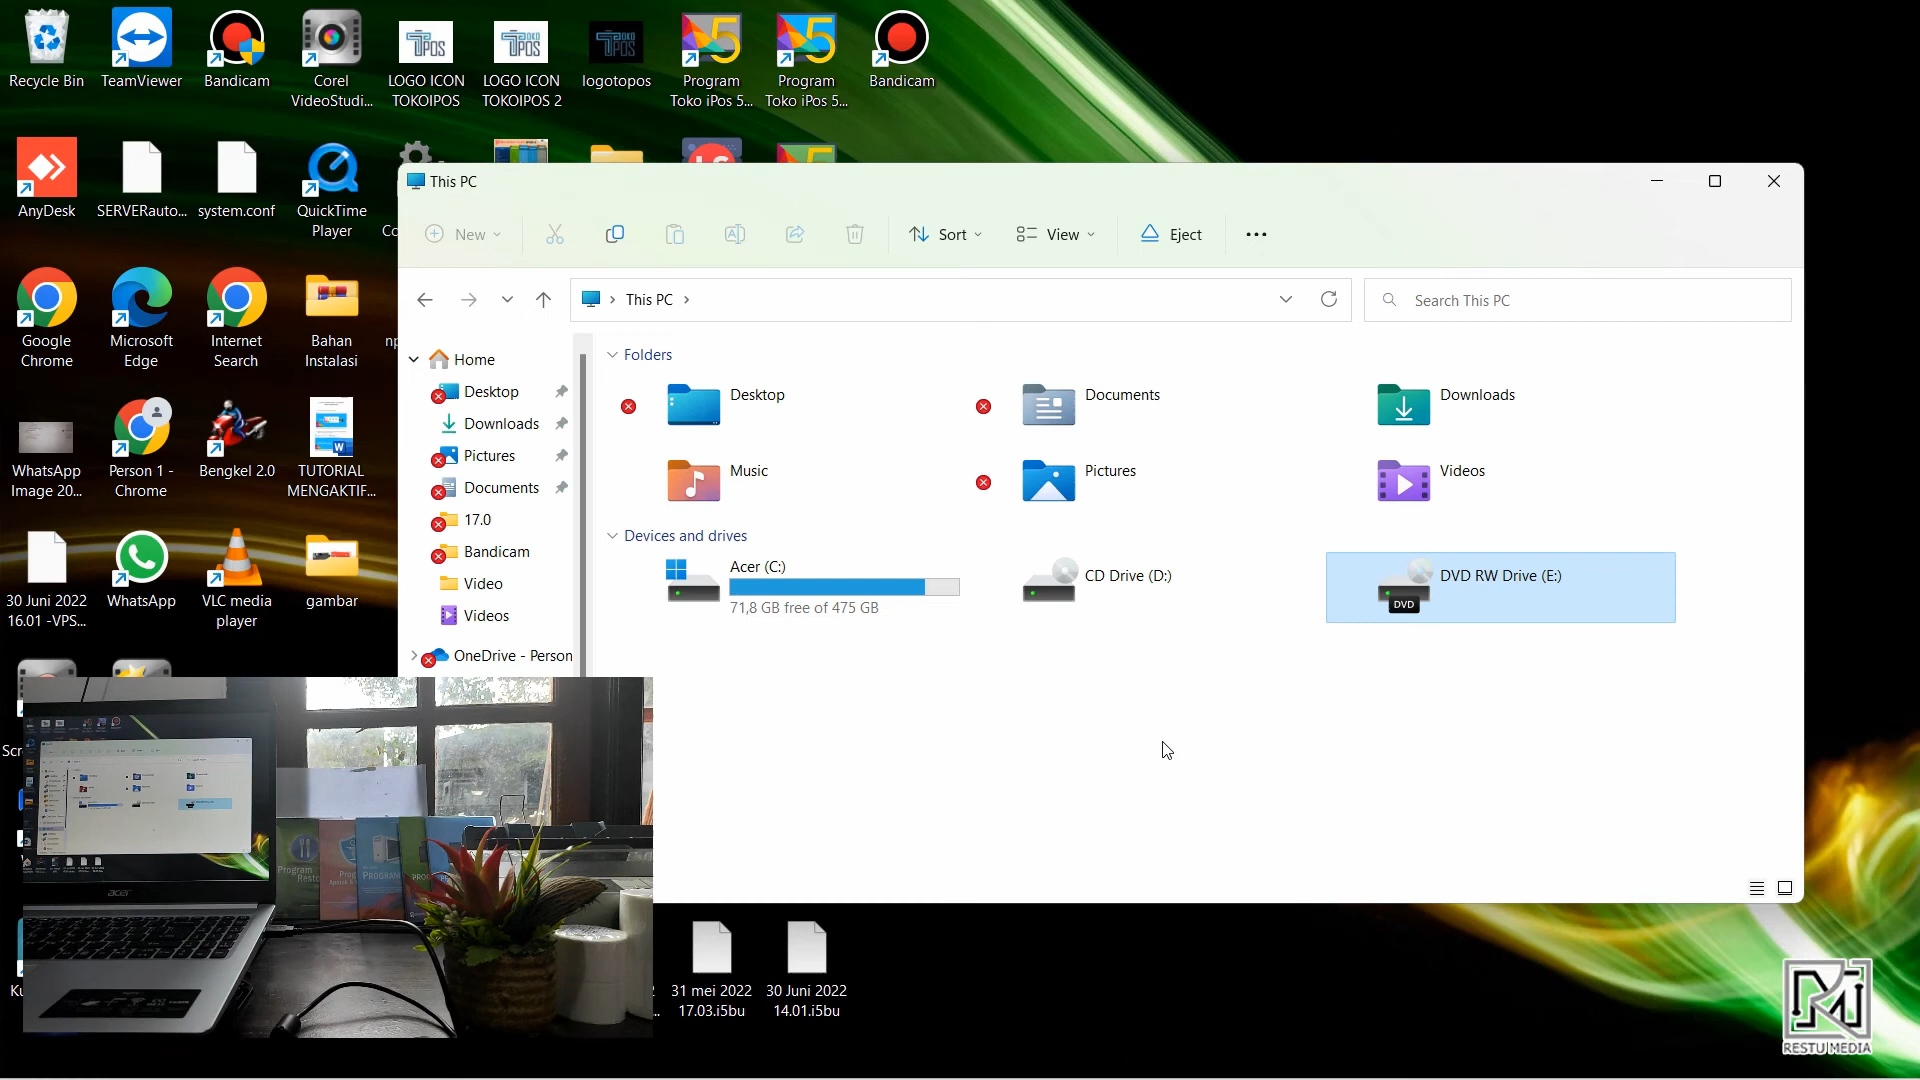 Recycle Bin
TeamViewer
Bandicam
Corel
VideoStudi...
LOGO ICON
TOKOIPOS
LOGO ICON
TOKOIPOS 2
logotopos
Program
Toko iPos 5...
Program
Toko iPos 5...
Bandicam
AnyDesk
SERVERauto...
system.conf
QuickTime
Player
Google
Chrome
Microsoft
Edge
Internet
Search
Bahan
Instalasi
WhatsApp
Image 20...
Person 1 -
Chrome
Bengkel 2.0
TUTORIAL
MENGAKTIF...
30 Juni 2022
16.01 -VPS...
WhatsApp
VLC media
player
gambar
This PC
New
Sort
View
Eject
This PC
Search This PC
Home
Desktop
Downloads
Pictures
Documents
17.0
Bandicam
Video
Videos
OneDrive - Person
Folders
Desktop
Documents
Downloads
Music
Pictures
Videos
Devices and drives
Acer (C:)
71,8 GB free of 475 GB
CD Drive (D:)
DVD RW Drive (E:)
DVD
acer
Program
31 mei 2022
17.03.i5bu
30 Juni 2022
14.01.i5bu
RESTU MEDIA